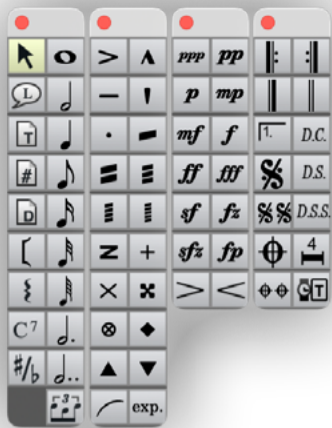 ppp pp
L p mp
T mf f 1. D.C.
# ff fff D.S.
D sf fz D.S.S.
sfz fp 4
T
C7
3 exp.